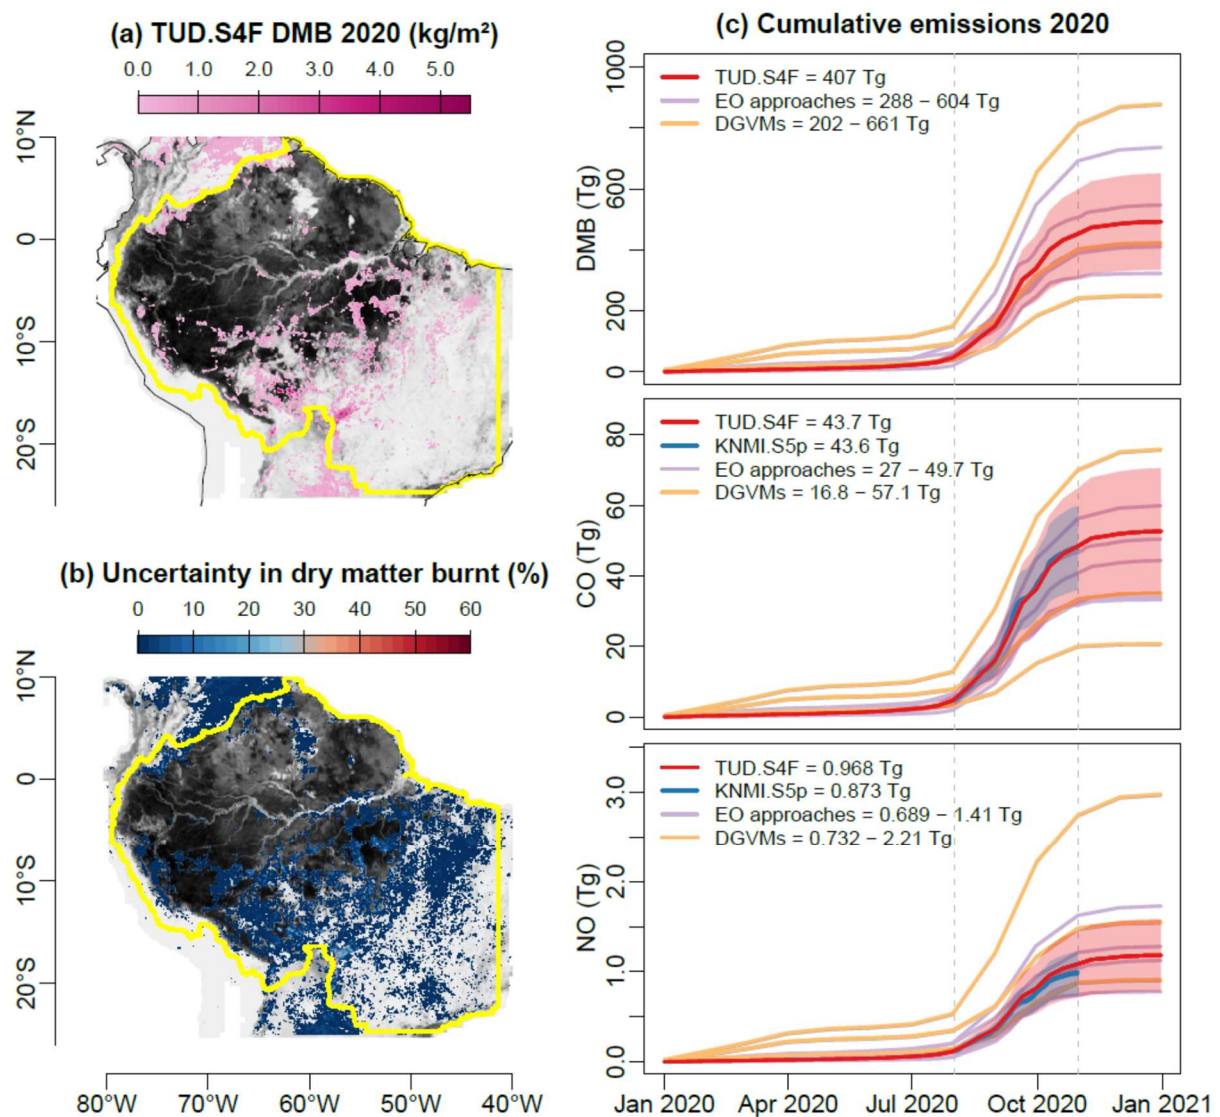 (a) TUD.S4F DMB 2020 (kg/m²)
0.0 1.0 2.0 3.0 4.0 5.0
10°N
0
10°S
20°S
(b) Uncertainty in dry matter burnt (%)
0 10 20 30 40 50 60
10°N
0
10°S
20°S
80°W 70°W 60°W 50°W 40°W
(c) Cumulative emissions 2020
TUD.S4F = 407 Tg
EO approaches = 288 − 604 Tg
DGVMs = 202 − 661 Tg
DMB (Tg)
1000
600
200
0
TUD.S4F = 43.7 Tg
KNMI.S5p = 43.6 Tg
EO approaches = 27 − 49.7 Tg
DGVMs = 16.8 − 57.1 Tg
CO (Tg)
80
60
40
20
0
TUD.S4F = 0.968 Tg
KNMI.S5p = 0.873 Tg
EO approaches = 0.689 − 1.41 Tg
DGVMs = 0.732 − 2.21 Tg
NO (Tg)
3.0
2.0
1.0
0.0
Jan 2020 Apr 2020 Jul 2020 Oct 2020 Jan 2021